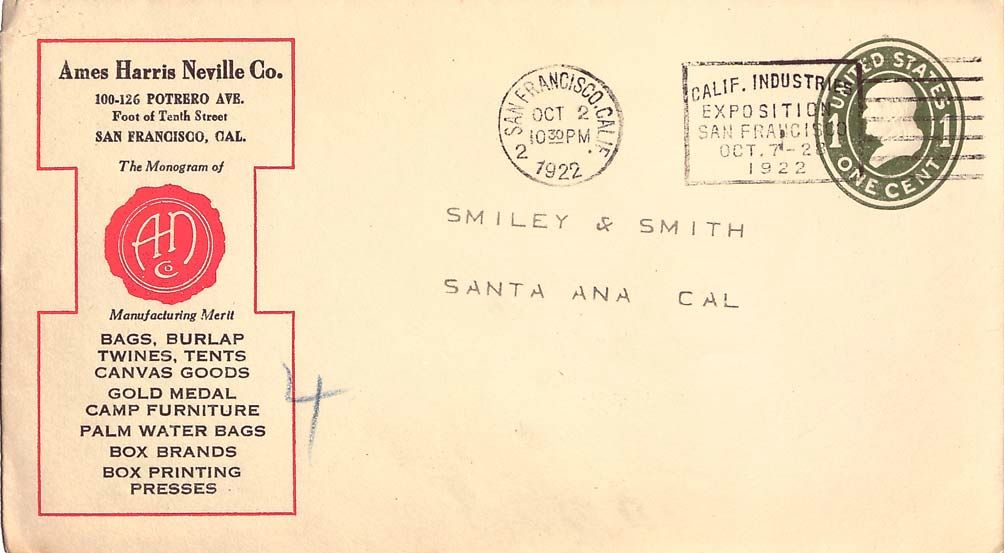 Ames Harris Neville Co.
100-126 POTRERO AVE.
Foot of Tenth Street
SAN FRANCISCO, CAL.
The Monogram of
AHN
Co
Manufacturing Merit
BAGS, BURLAP
TWINES, TENTS
CANVAS GOODS
GOLD MEDAL
CAMP FURNITURE
PALM WATER BAGS
BOX BRANDS
BOX PRINTING
PRESSES
4
SAN FRANCISCO, CALIF.
OCT 2
10 30 PM
1922
2
CALIF. INDUSTRIES
EXPOSITION
SAN FRANCISCO
OCT. 7-28
1922
UNITED STATES
1 1
ONE CENT
SMILEY & SMITH
SANTA ANA CAL